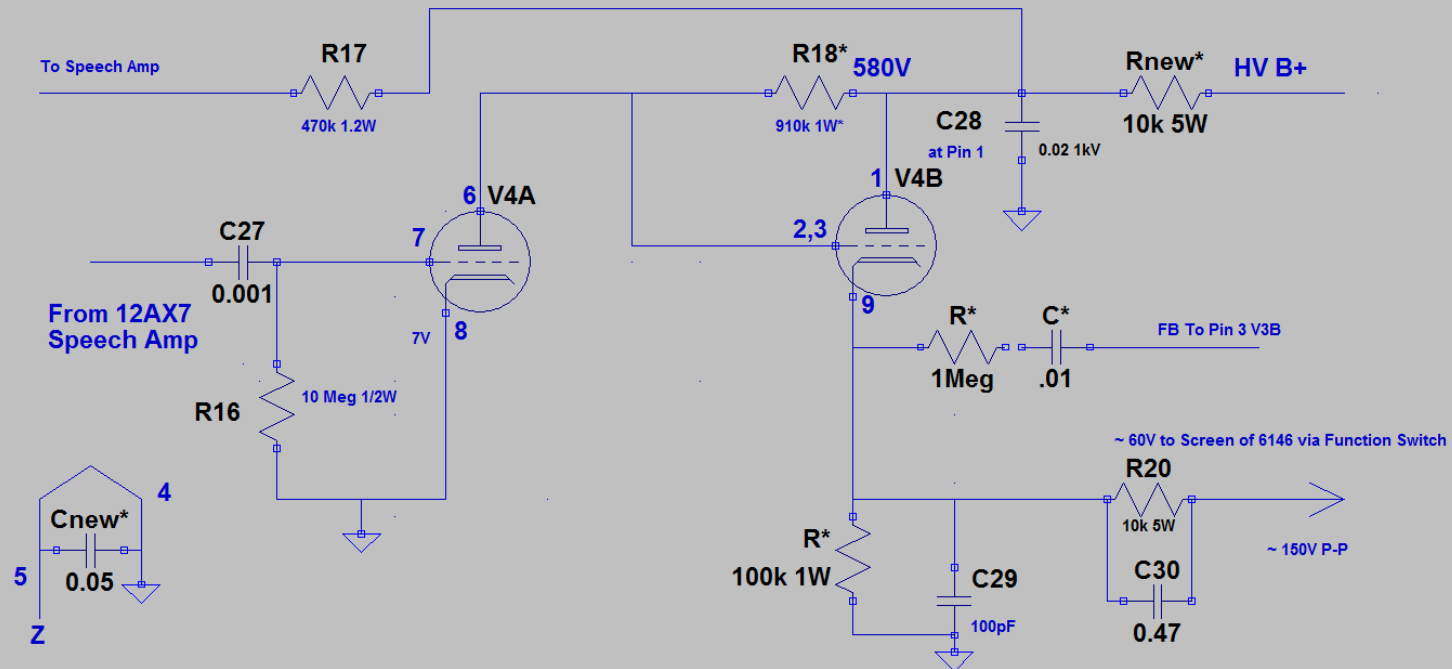 R17
To Speech Amp
470k 1.2W
R18*
580V
910k 1W*
Rnew*
HV B+
10k 5W
C28
at Pin 1
0.02 1kV
6
V4A
1
V4B
C27
7
2,3
0.001
From 12AX7
Speech Amp
7V
8
9
R*
C*
FB To Pin 3 V3B
1Meg
.01
R16
10 Meg 1/2W
~ 60V to Screen of 6146 via Function Switch
R20
10k 5W
~ 150V P-P
4
Cnew*
5
0.05
Z
R*
100k 1W
C29
100pF
C30
0.47